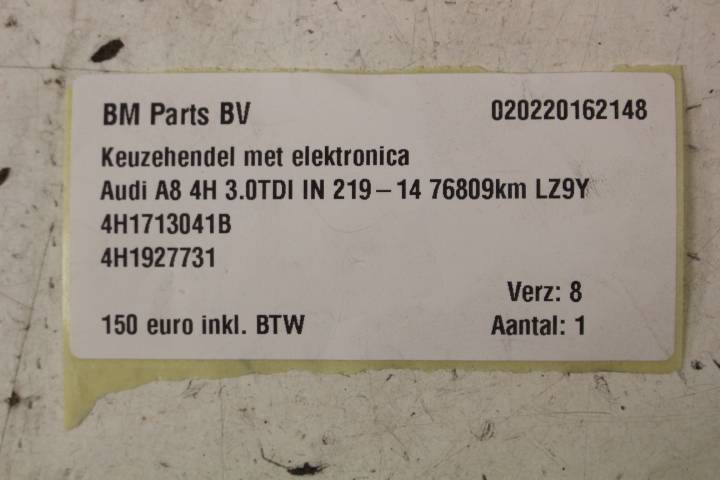 BM Parts BV 020220162148
Keuzehendel met elektronica
Audi A8 4H 3.0TDI IN 219-14 76809km LZ9Y
4H1713041B
4H1927731
Verz: 8
150 euro inkl. BTW Aantal: 1